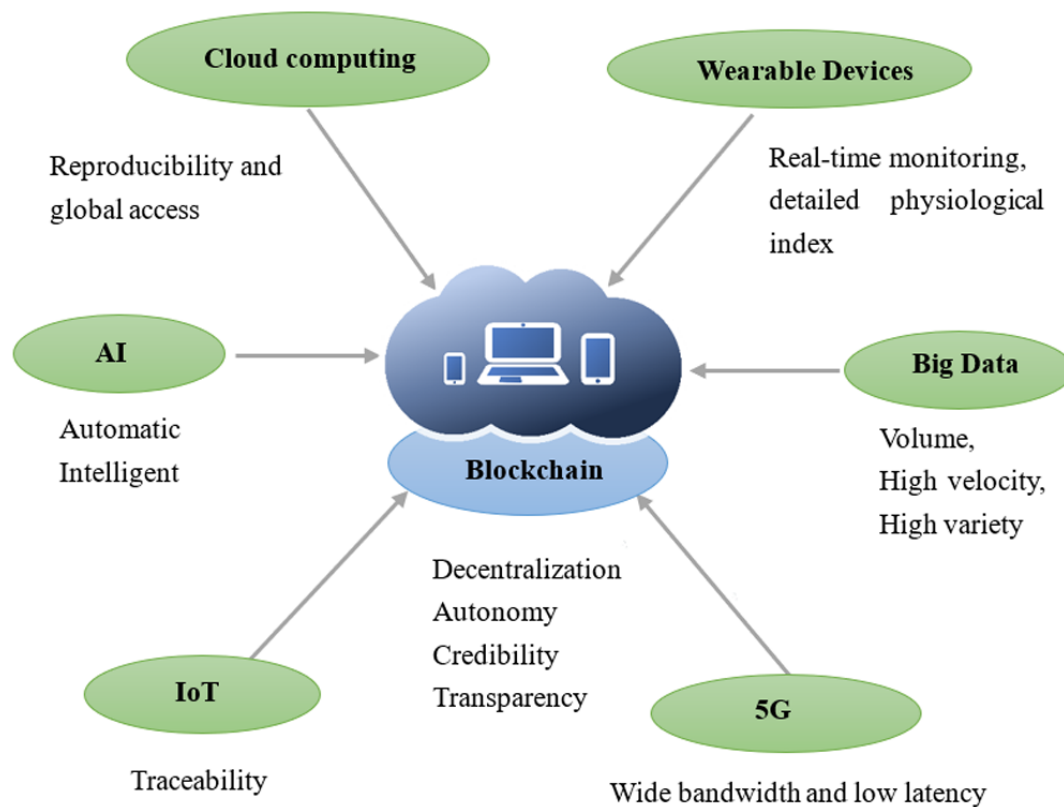 Cloud computing
Wearable Devices
Reproducibility and
global access
Real-time monitoring,
detailed physiological
index
AI
Automatic
Intelligent
Big Data
Volume,
High velocity,
High variety
Blockchain
Decentralization
Autonomy
Credibility
Transparency
IoT
Traceability
5G
Wide bandwidth and low latency